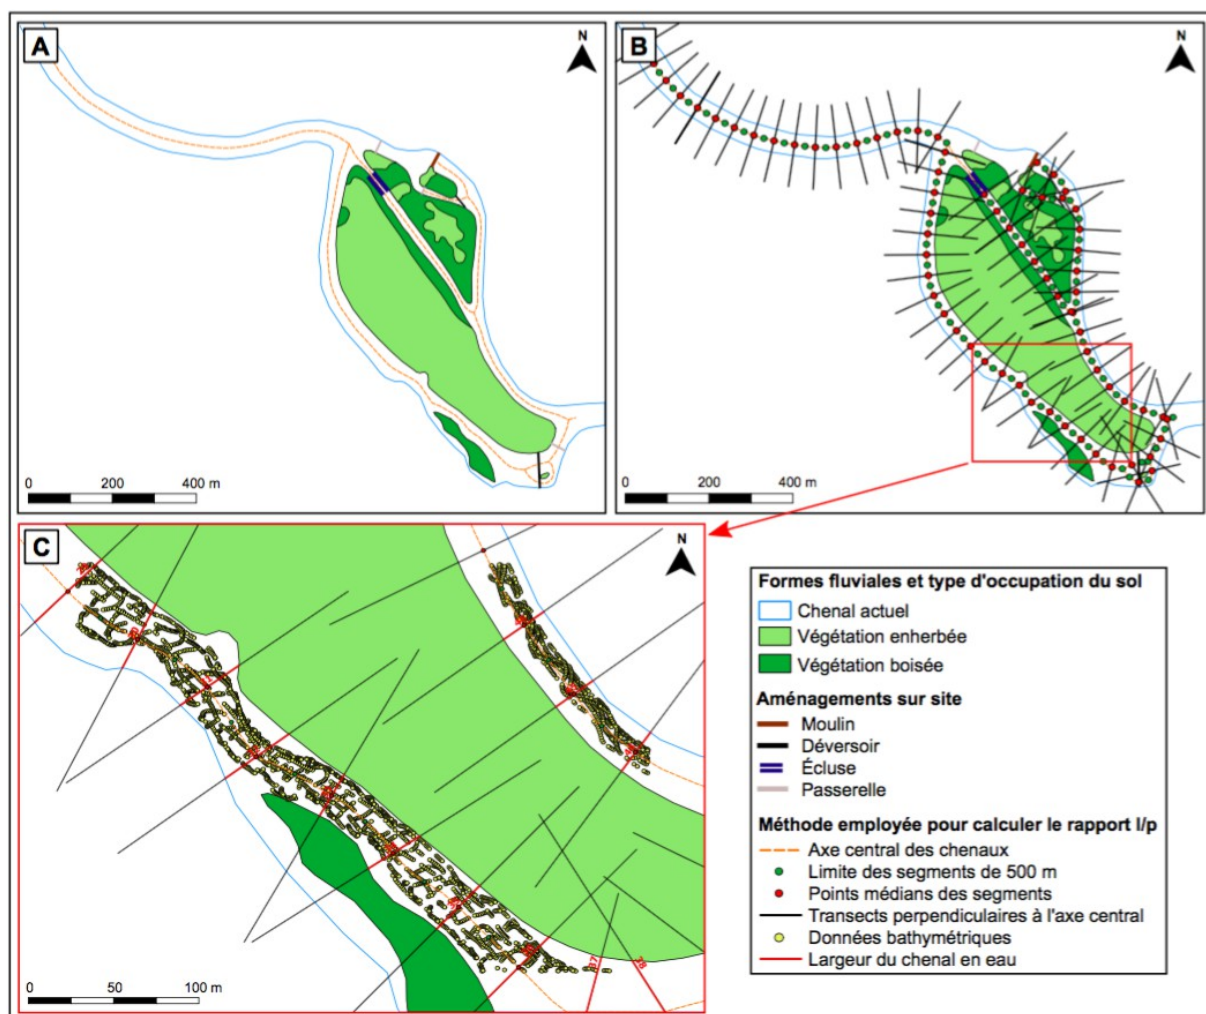 A
N
0 200 400 m
B
N
0 200 400 m
C
N
37
38
0 50 100 m
Formes fluviales et type d'occupation du sol
Chenal actuel
Végétation enherbée
Végétation boisée
Aménagements sur site
Moulin
Déversoir
Écluse
Passerelle
Méthode employée pour calculer le rapport l/p
Axe central des chenaux
Limite des segments de 500 m
Points médians des segments
Transects perpendiculaires à l'axe central
Données bathymétriques
Largeur du chenal en eau